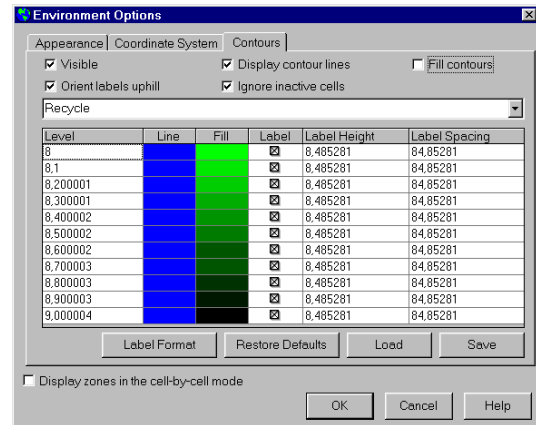 Environment Options
Appearance Coordinate System Contours
Visible Display contour lines Fill contours
Orient labels uphill Ignore inactive cells
Recycle
Level Line Fill Label Label Height Label Spacing
8 8,485281 84,85281
8,1 8,485281 84,85281
8,200001 8,485281 84,85281
8,300001 8,485281 84,85281
8,400002 8,485281 84,85281
8,500002 8,485281 84,85281
8,600002 8,485281 84,85281
8,700003 8,485281 84,85281
8,800003 8,485281 84,85281
8,900003 8,485281 84,85281
9,000004 8,485281 84,85281
Label Format Restore Defaults Load Save
Display zones in the cell-by-cell mode
OK Cancel Help